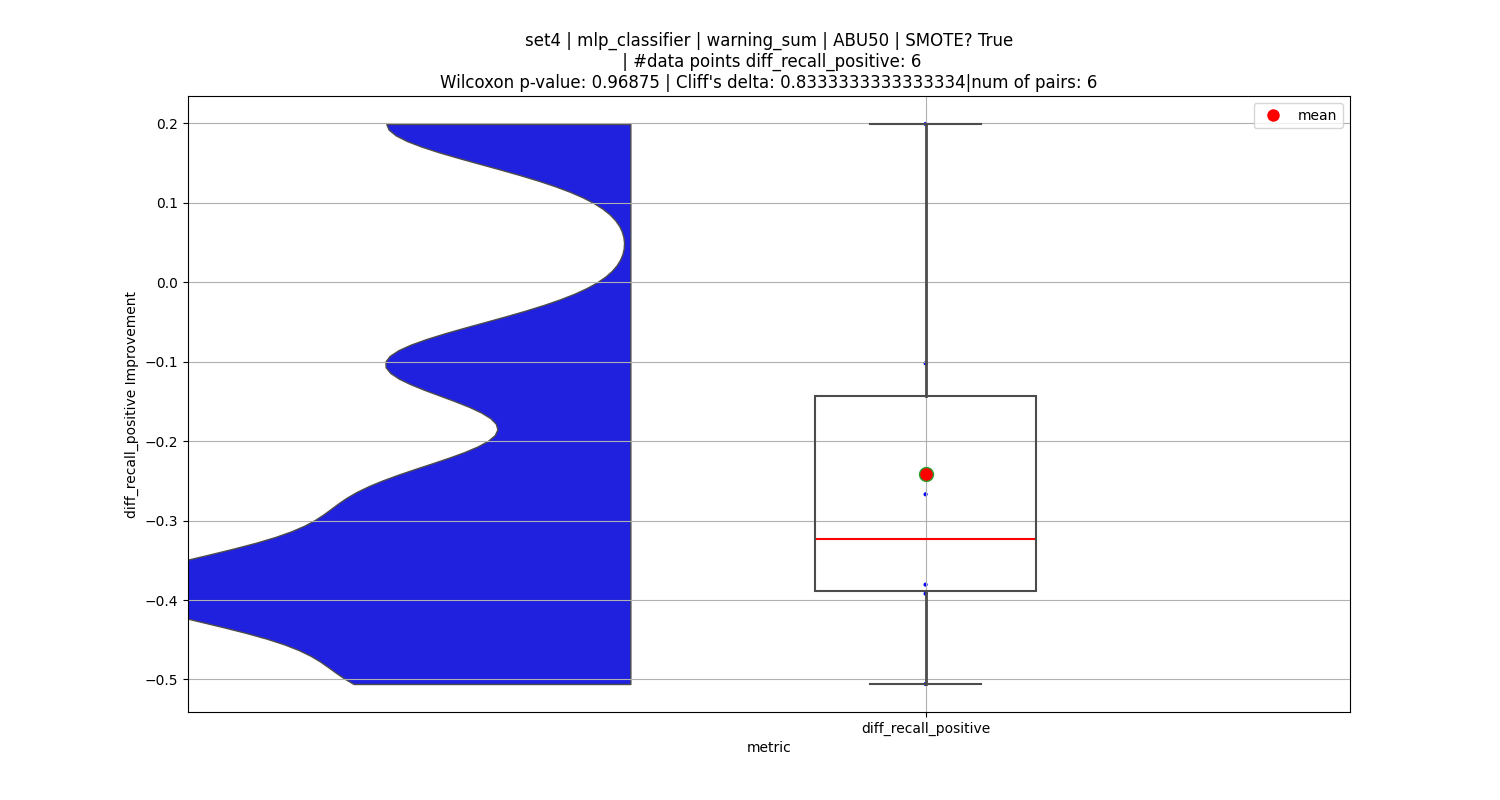 set4 | mlp_classifier | warning_sum | ABU50 | SMOTE? True
| #data points diff_recall_positive: 6
Wilcoxon p-value: 0.96875 | Cliff's delta: 0.8333333333333334|num of pairs: 6
mean
0.2
0.1
0.0
−0.1
−0.2
−0.3
−0.4
−0.5
diff_recall_positive Improvement
diff_recall_positive
metric